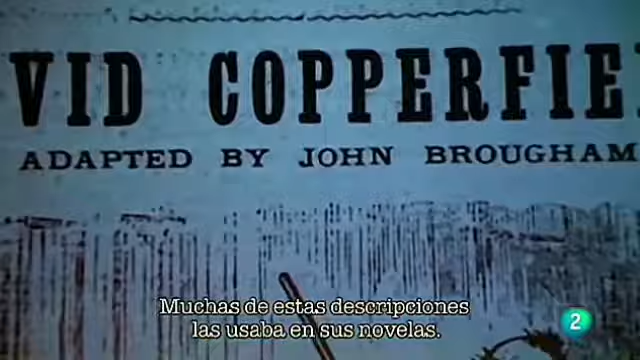 VID COPPERFIE
ADAPTED BY JOHN BROUGHAM
Muchas de estas descripciones
las usaba en sus novelas.
2